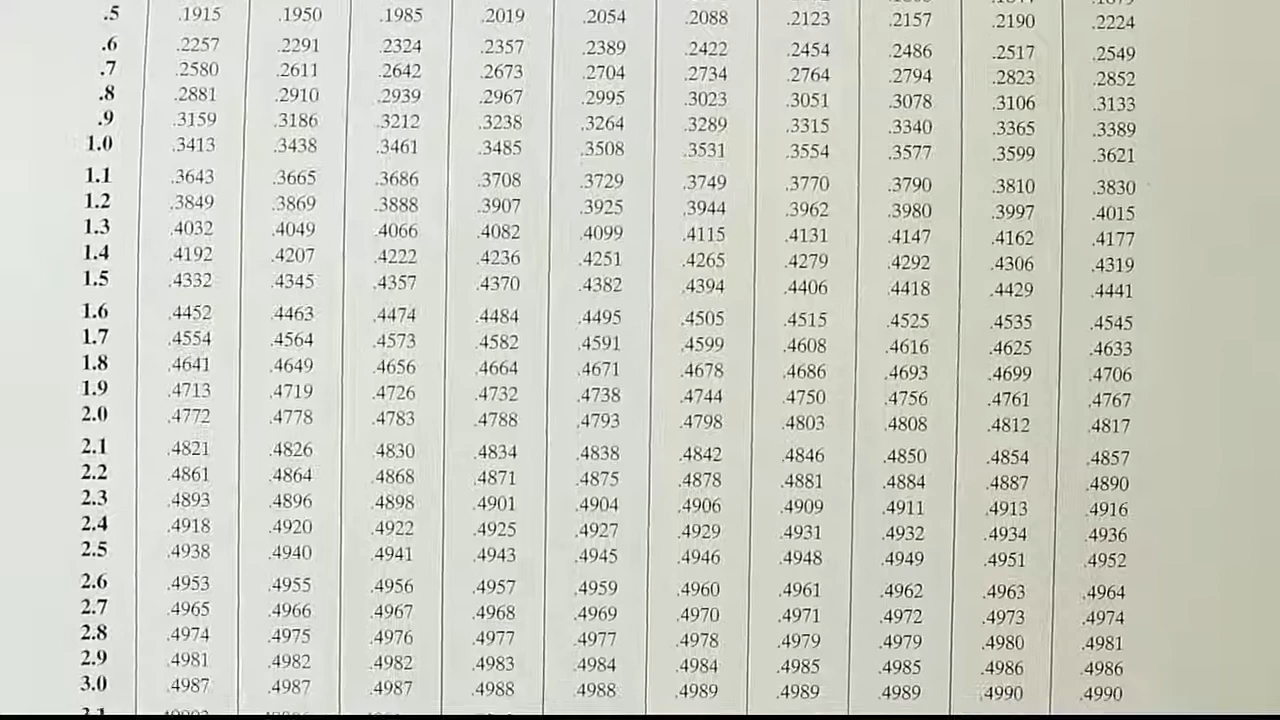 .5 .1915 .1950 .1985 .2019 .2054 .2088 .2123 .2157 .2190 .2224
.6 .2257 .2291 .2324 .2357 .2389 .2422 .2454 .2486 .2517 .2549
.7 .2580 .2611 .2642 .2673 .2704 .2734 .2764 .2794 .2823 .2852
.8 .2881 .2910 .2939 .2967 .2995 .3023 .3051 .3078 .3106 .3133
.9 .3159 .3186 .3212 .3238 .3264 .3289 .3315 .3340 .3365 .3389
1.0 .3413 .3438 .3461 .3485 .3508 .3531 .3554 .3577 .3599 .3621
1.1 .3643 .3665 .3686 .3708 .3729 .3749 .3770 .3790 .3810 .3830
1.2 .3849 .3869 .3888 .3907 .3925 .3944 .3962 .3980 .3997 .4015
1.3 .4032 .4049 .4066 .4082 .4099 .4115 .4131 .4147 .4162 .4177
1.4 .4192 .4207 .4222 .4236 .4251 .4265 .4279 .4292 .4306 .4319
1.5 .4332 .4345 .4357 .4370 .4382 .4394 .4406 .4418 .4429 .4441
1.6 .4452 .4463 .4474 .4484 .4495 .4505 .4515 .4525 .4535 .4545
1.7 .4554 .4564 .4573 .4582 .4591 .4599 .4608 .4616 .4625 .4633
1.8 .4641 .4649 .4656 .4664 .4671 .4678 .4686 .4693 .4699 .4706
1.9 .4713 .4719 .4726 .4732 .4738 .4744 .4750 .4756 .4761 .4767
2.0 .4772 .4778 .4783 .4788 .4793 .4798 .4803 .4808 .4812 .4817
2.1 .4821 .4826 .4830 .4834 .4838 .4842 .4846 .4850 .4854 .4857
2.2 .4861 .4864 .4868 .4871 .4875 .4878 .4881 .4884 .4887 .4890
2.3 .4893 .4896 .4898 .4901 .4904 .4906 .4909 .4911 .4913 .4916
2.4 .4918 .4920 .4922 .4925 .4927 .4929 .4931 .4932 .4934 .4936
2.5 .4938 .4940 .4941 .4943 .4945 .4946 .4948 .4949 .4951 .4952
2.6 .4953 .4955 .4956 .4957 .4959 .4960 .4961 .4962 .4963 .4964
2.7 .4965 .4966 .4967 .4968 .4969 .4970 .4971 .4972 .4973 .4974
2.8 .4974 .4975 .4976 .4977 .4977 .4978 .4979 .4979 .4980 .4981
2.9 .4981 .4982 .4982 .4983 .4984 .4984 .4985 .4985 .4986 .4986
3.0 .4987 .4987 .4987 .4988 .4988 .4989 .4989 .4989 .4990 .4990